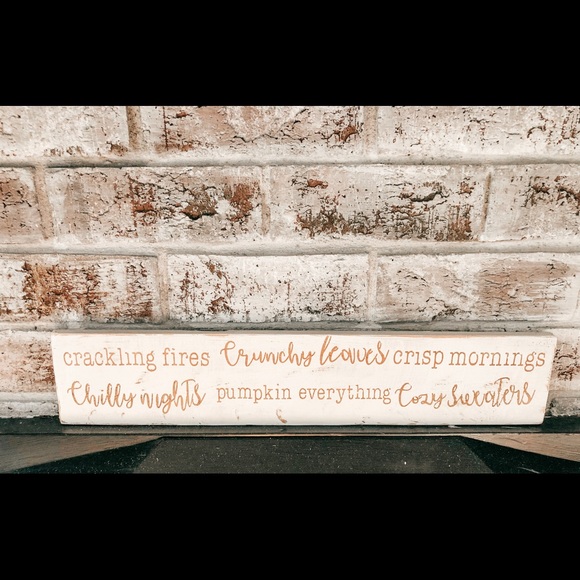 crackling fires Crunchy leaves crisp mornings
Chilly nights pumpkin everything Cozy sweaters